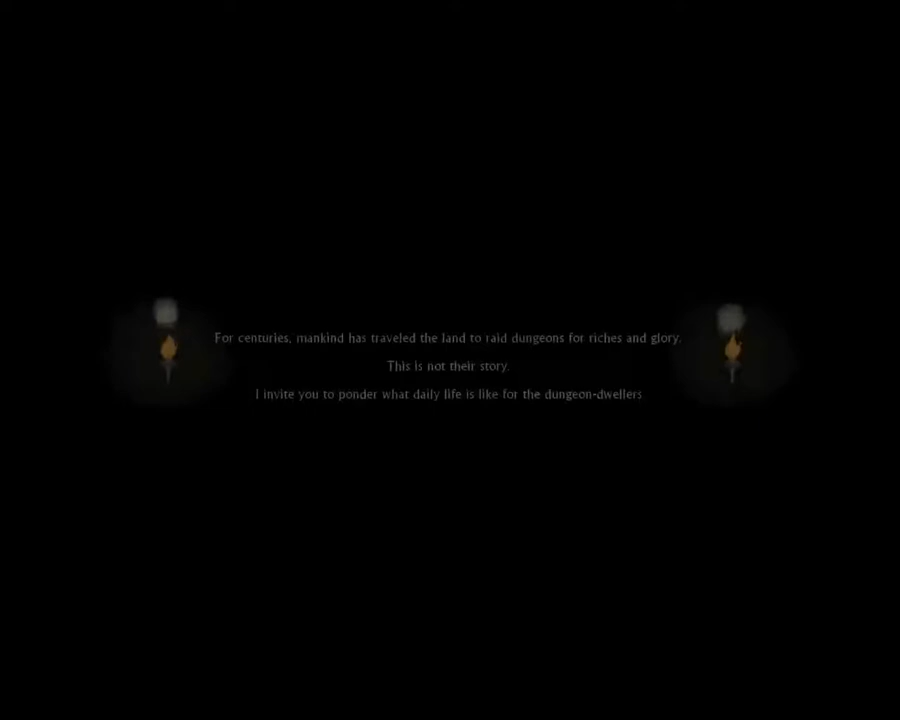 For centuries, mankind has traveled the land to raid dungeons for riches and glory.
This is not their story.
I invite you to ponder what daily life is like for the dungeon-dwellers